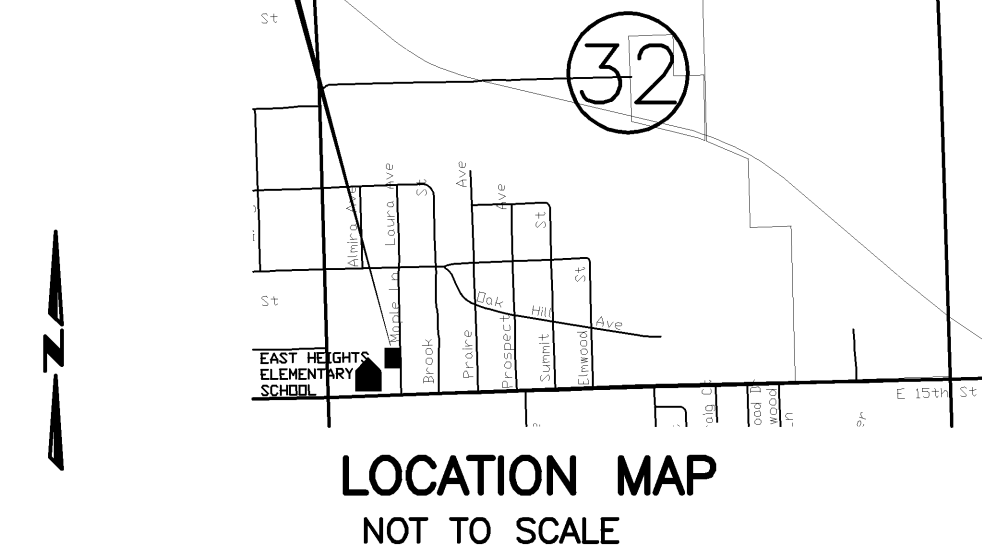 St
32
Almira Ave
Laura Ave
St
Ave
Ave
St
St
St
Maple Ln
Oak Hill Ave
Brook
Praire
Prospect
Summit
Elmwood
EAST HEIGHTS
ELEMENTARY
SCHOOL
E 15th St
N
LOCATION MAP
NOT TO SCALE